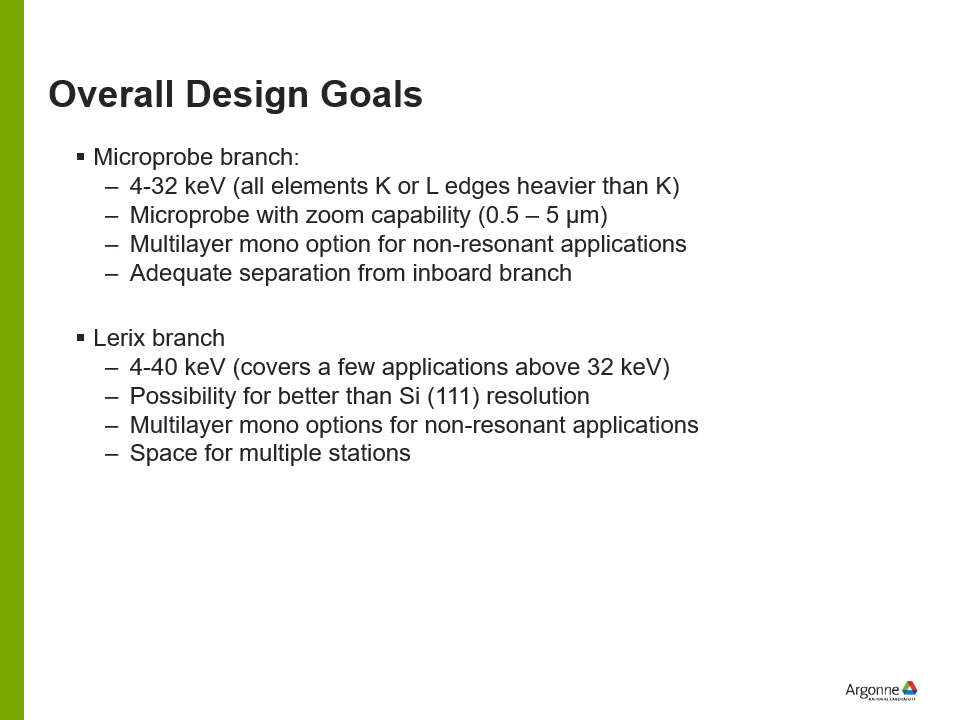 Overall Design Goals
▪ Microprobe branch:
– 4-32 keV (all elements K or L edges heavier than K)
– Microprobe with zoom capability (0.5 – 5 µm)
– Multilayer mono option for non-resonant applications
– Adequate separation from inboard branch
▪ Lerix branch
– 4-40 keV (covers a few applications above 32 keV)
– Possibility for better than Si (111) resolution
– Multilayer mono options for non-resonant applications
– Space for multiple stations
Argonne
NATIONAL LABORATORY